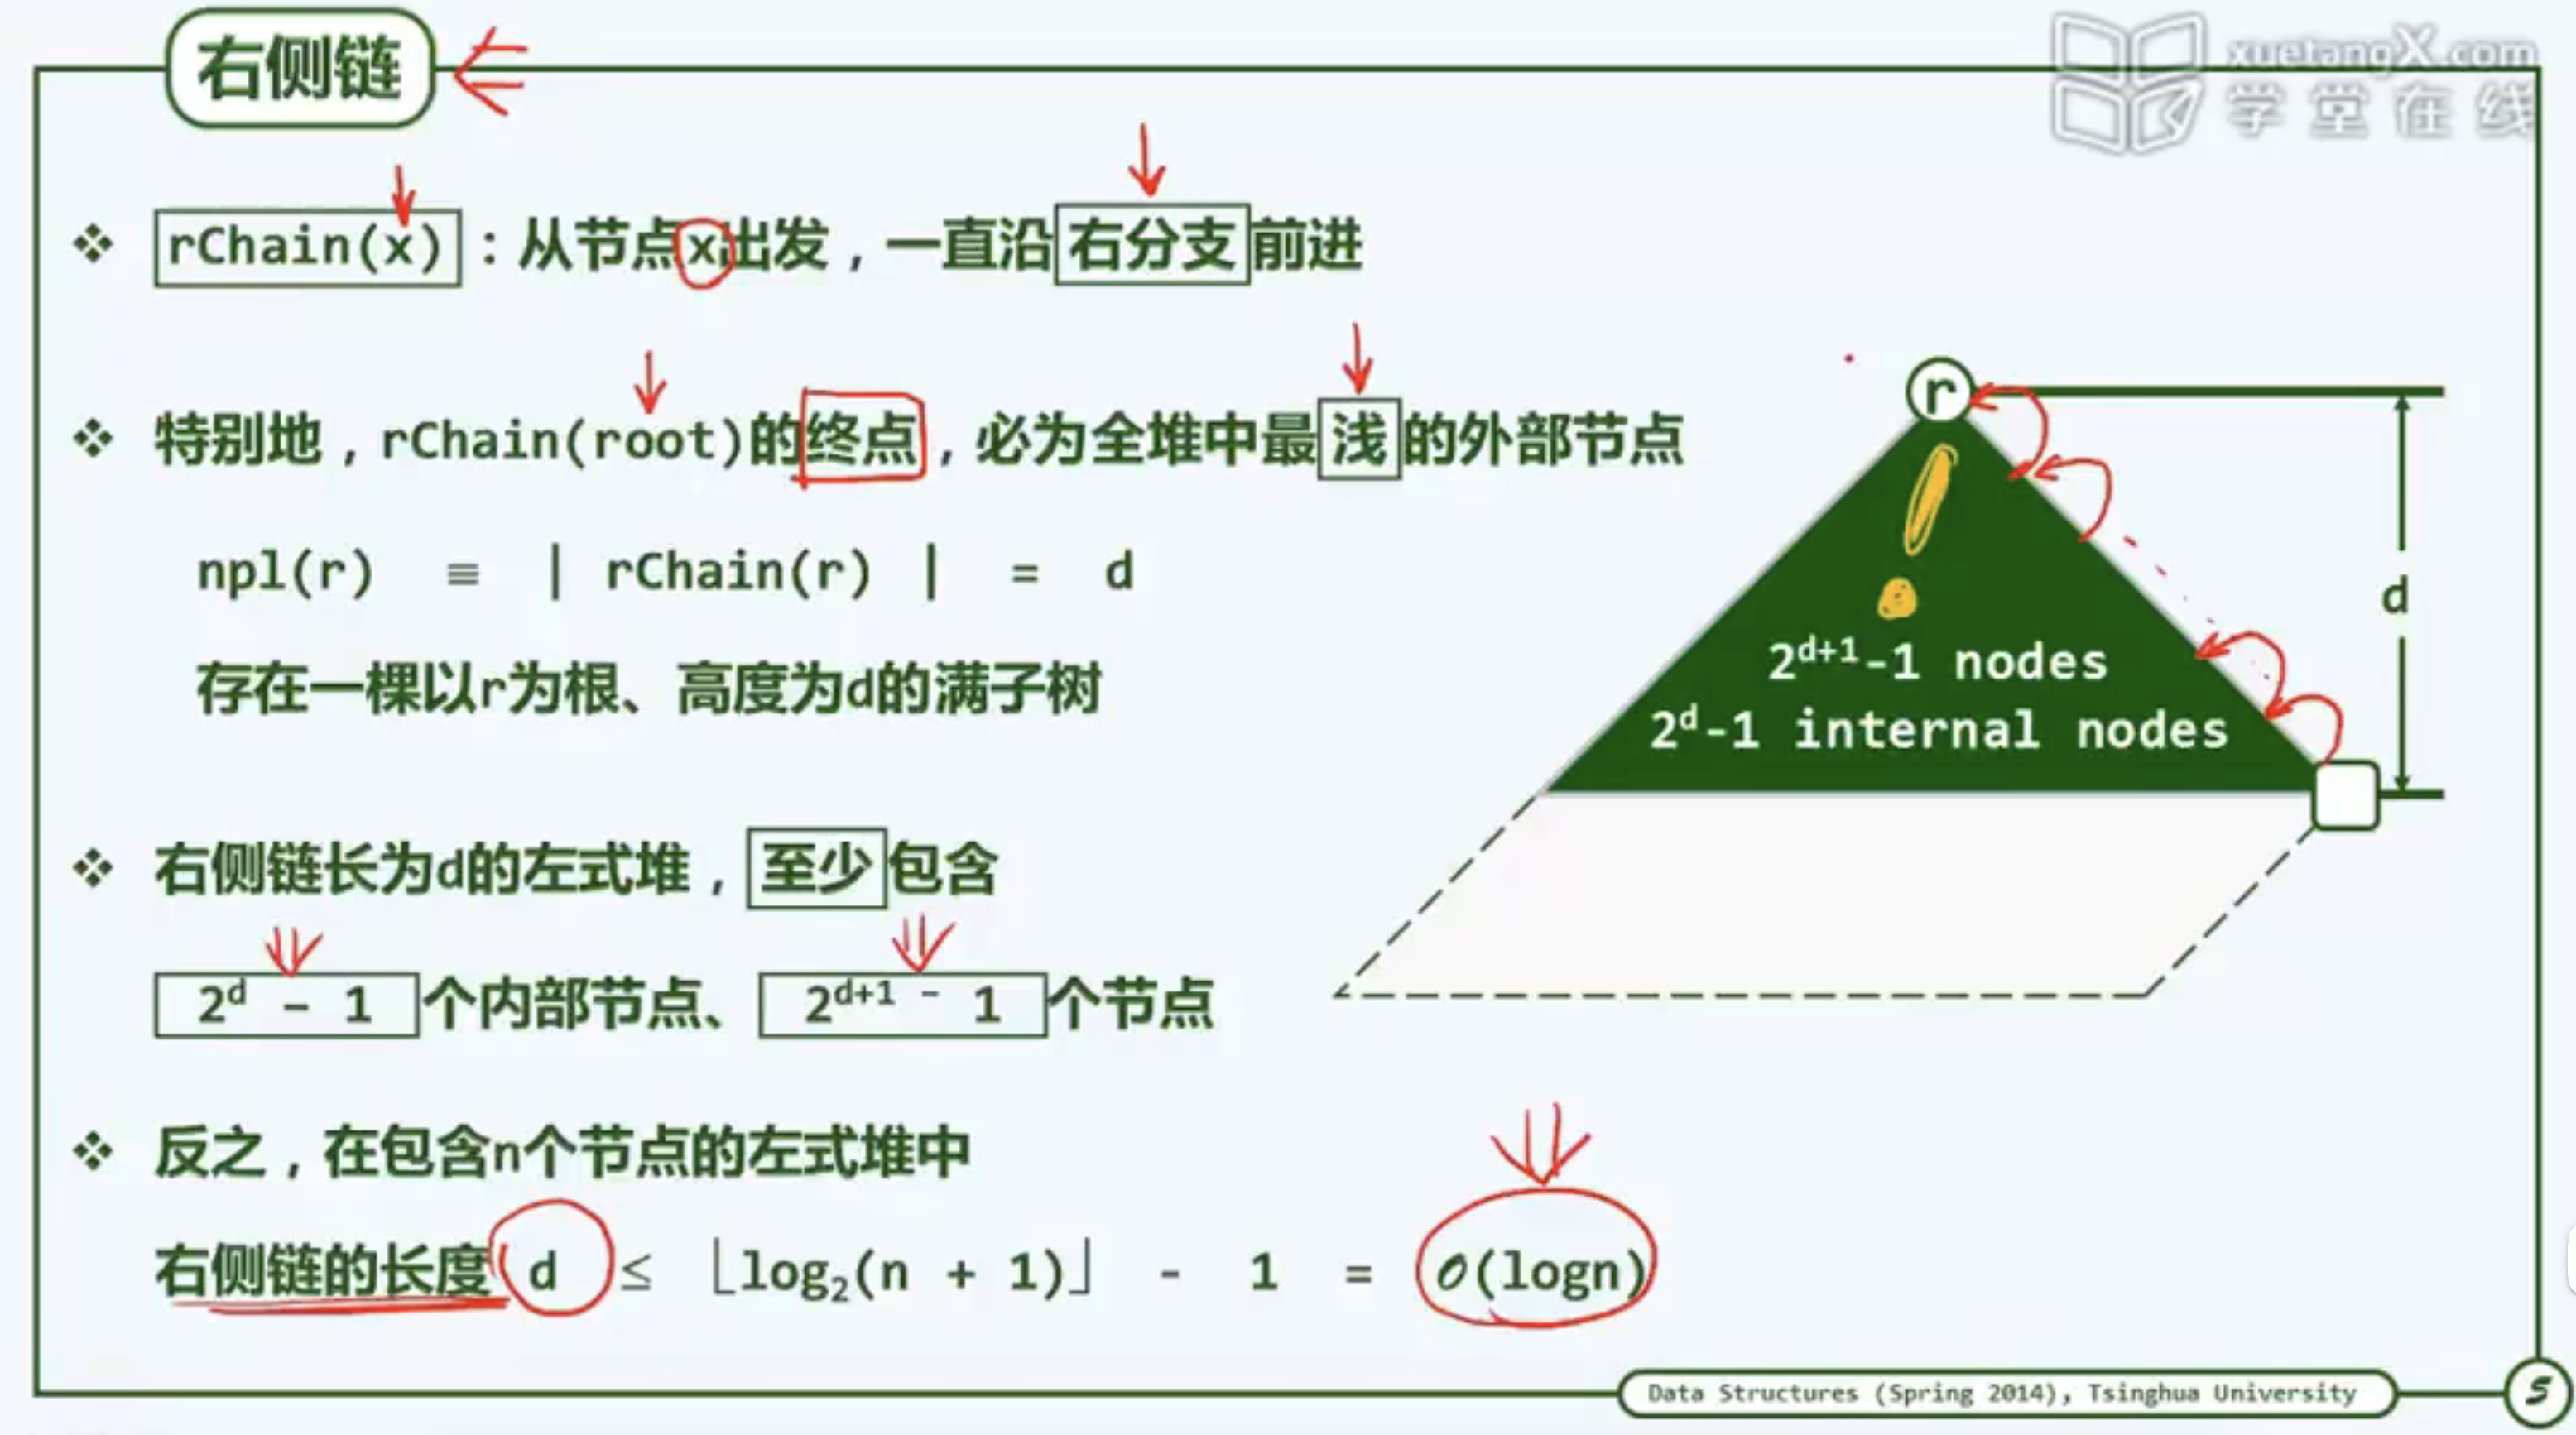 右侧链
xuetangX.com
学堂在线
❖ rChain(x)：从节点x出发，一直沿右分支前进
❖ 特别地，rChain(root)的终点，必为全堆中最浅的外部节点
npl(r) ≡ | rChain(r) | = d
存在一棵以r为根、高度为d的满子树
r
d
2^{d+1}-1 nodes
2^d-1 internal nodes
❖ 右侧链长为d的左式堆，至少包含
2^d - 1个内部节点、2^{d+1} - 1个节点
❖ 反之，在包含n个节点的左式堆中
右侧链的长度 d ≤ ⌊log₂(n + 1)⌋ - 1 = O(logn)
Data Structures (Spring 2014), Tsinghua University
5